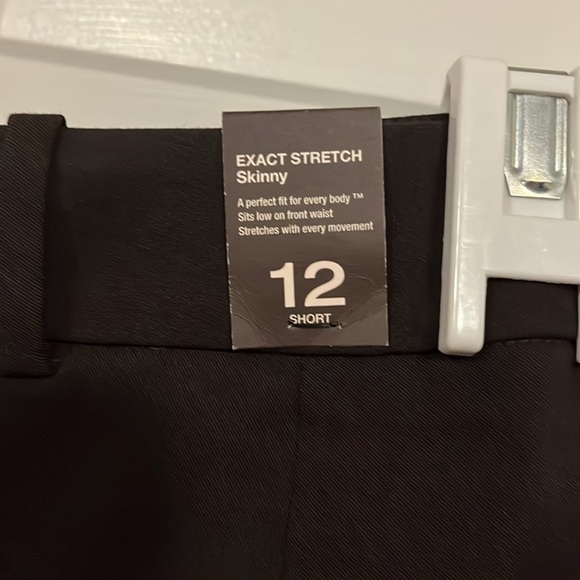 EXACT STRETCH
Skinny
A perfect fit for every body ™
Sits low on front waist
Stretches with every movement
12
SHORT